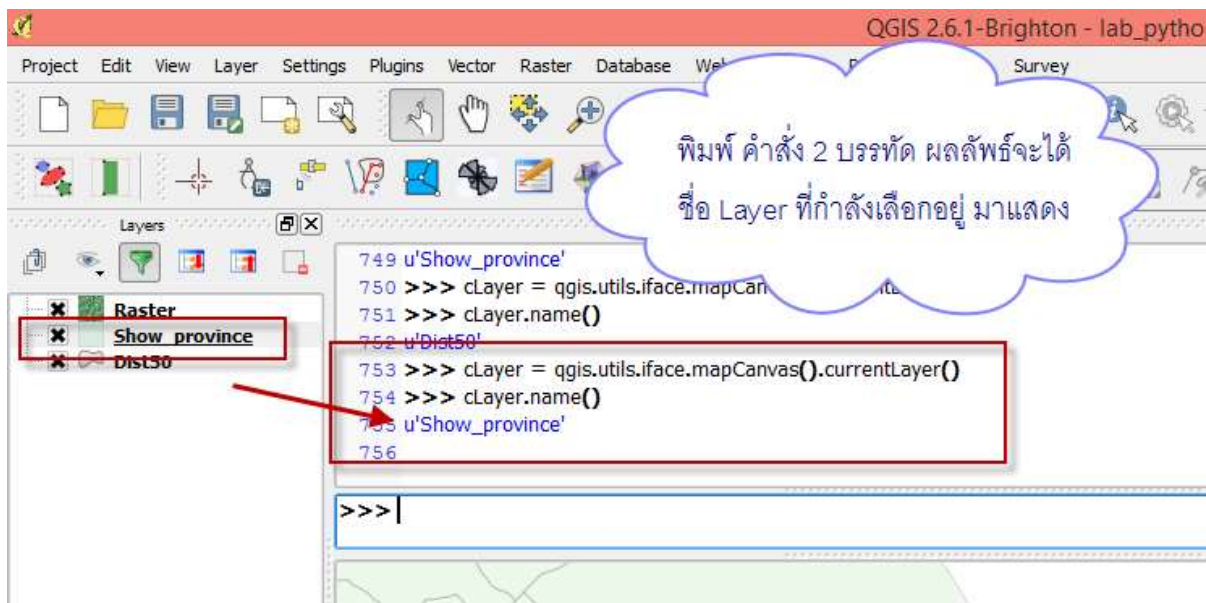 QGIS 2.6.1-Brighton - lab_pytho
Project Edit View Layer Settings Plugins Vector Raster Database Survey
พิมพ์ คำสั่ง 2 บรรทัด ผลลัพธ์จะได้
ชื่อ Layer ที่กำลังเลือกอยู่ มาแสดง
Layers
Raster
Show_province
Dist50
749 u'Show_province'
750 >>> cLayer = qgis.utils.iface.mapCan
751 >>> cLayer.name()
752 u'Dist50'
753 >>> cLayer = qgis.utils.iface.mapCanvas().currentLayer()
754 >>> cLayer.name()
755 u'Show_province'
756
>>>